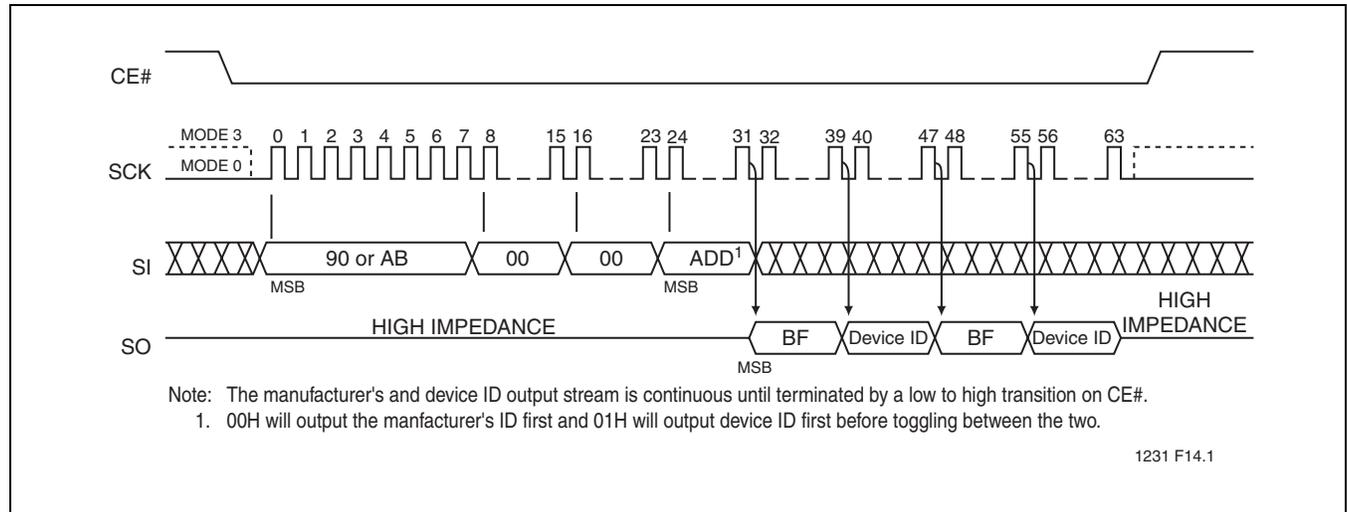 CE#
MODE 3
0 1 2 3 4 5 6 7 8 15 16 23 24 31 32 39 40 47 48 55 56 63
SCK
MODE 0
SI
90 or AB 00 00 ADD1
MSB MSB
HIGH IMPEDANCE
HIGH IMPEDANCE
SO
BF Device ID BF Device ID
MSB
Note: The manufacturer's and device ID output stream is continuous until terminated by a low to high transition on CE#.
1. 00H will output the manfacturer's ID first and 01H will output device ID first before toggling between the two.
1231 F14.1